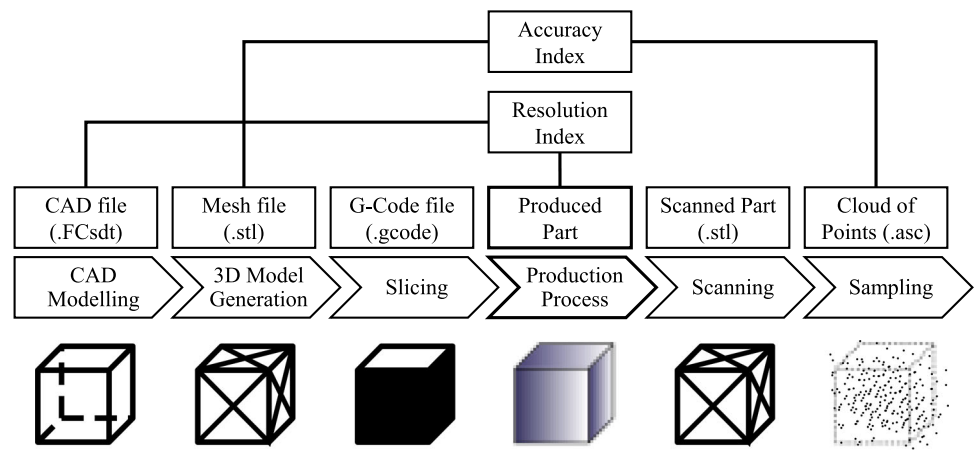 Accuracy
Index
Resolution
Index
CAD file
(.FCsdt)
Mesh file
(.stl)
G-Code file
(.gcode)
Produced
Part
Scanned Part
(.stl)
Cloud of
Points (.asc)
CAD
Modelling
3D Model
Generation
Slicing
Production
Process
Scanning
Sampling